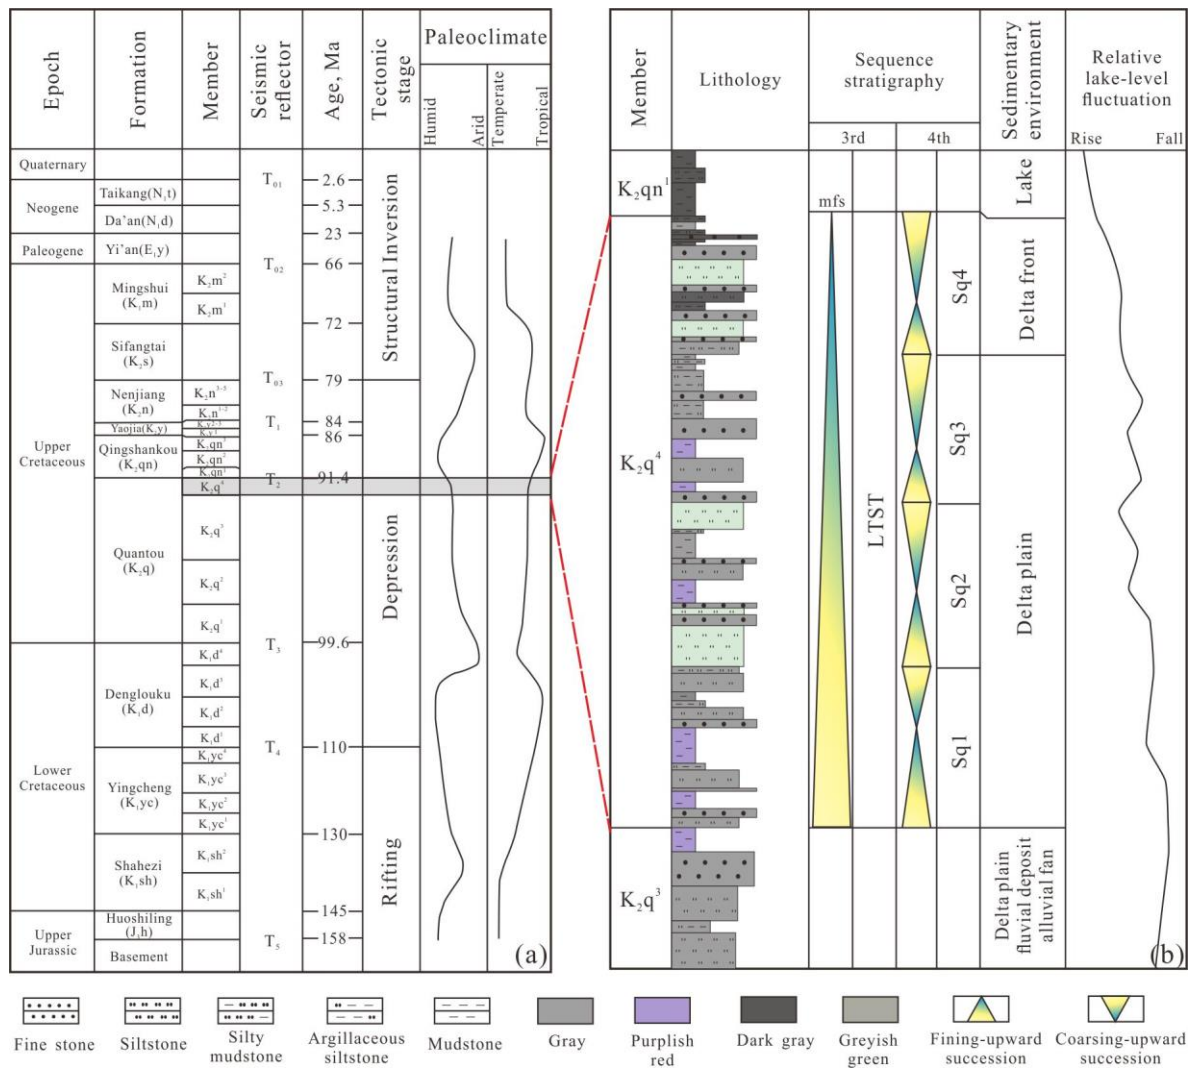 Epoch
Formation
Member
Seismic reflector
Age, Ma
Tectonic stage
Paleoclimate
Humid
Arid
Temperate
Tropical
Quaternary
Neogene
Paleogene
Upper Cretaceous
Lower Cretaceous
Upper Jurassic
Taikang(N₁t)
Da'an(N₁d)
Yi'an(E₁y)
Mingshui (K₂m)
Sifangtai (K₂s)
Nenjiang (K₂n)
Yaojia(K₂y)
Qingshankou (K₂qn)
Quantou (K₂q)
Denglouku (K₁d)
Yingcheng (K₁yc)
Shahezi (K₁sh)
Huoshiling (J₃h)
Basement
K₂m²
K₂m¹
K₂n³⁻⁵
K₂n¹⁻²
K₂y²⁻³
K₂y¹
K₂qn³
K₂qn²
K₂qn¹
K₂q⁴
K₂q³
K₂q²
K₂q¹
K₁d⁴
K₁d³
K₁d²
K₁d¹
K₁yc⁴
K₁yc³
K₁yc²
K₁yc¹
K₁sh²
K₁sh¹
T₀₁
T₀₂
T₀₃
T₁
T₂
T₃
T₄
T₅
2.6
5.3
23
66
72
79
84
86
91.4
99.6
110
130
145
158
Structural Inversion
Depression
Rifting
(a)
Member
Lithology
Sequence stratigraphy
3rd
4th
Sedimentary environment
Relative lake-level fluctuation
Rise
Fall
K₂qn¹
K₂q⁴
K₂q³
mfs
LTST
Sq4
Sq3
Sq2
Sq1
Lake
Delta front
Delta plain
Delta plain fluvial deposit alluvial fan
(b)
Fine stone
Siltstone
Silty mudstone
Argillaceous siltstone
Mudstone
Gray
Purplish red
Dark gray
Greyish green
Fining-upward succession
Coarsing-upward succession